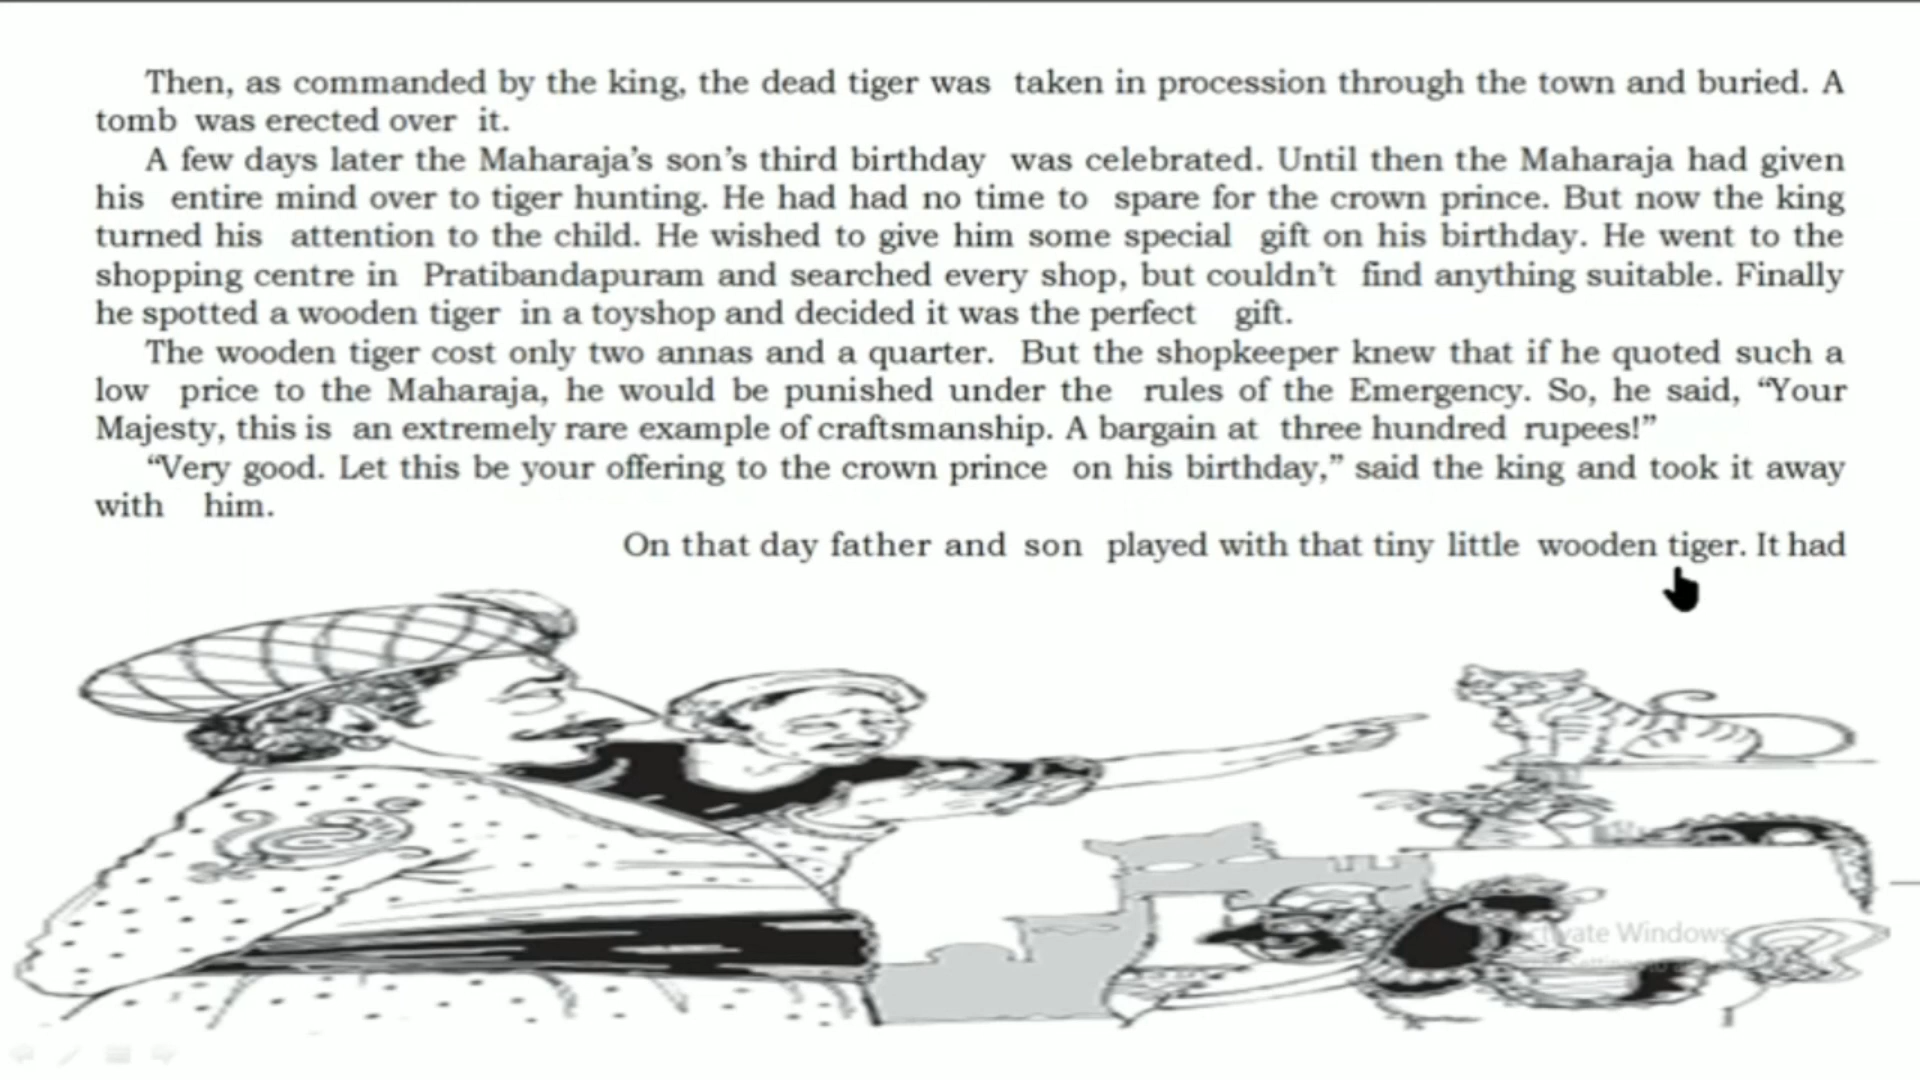 Then, as commanded by the king, the dead tiger was taken in procession through the town and buried. A
tomb was erected over it.
A few days later the Maharaja’s son’s third birthday was celebrated. Until then the Maharaja had given
his entire mind over to tiger hunting. He had had no time to spare for the crown prince. But now the king
turned his attention to the child. He wished to give him some special gift on his birthday. He went to the
shopping centre in Pratibandapuram and searched every shop, but couldn’t find anything suitable. Finally
he spotted a wooden tiger in a toyshop and decided it was the perfect gift.
The wooden tiger cost only two annas and a quarter. But the shopkeeper knew that if he quoted such a
low price to the Maharaja, he would be punished under the rules of the Emergency. So, he said, “Your
Majesty, this is an extremely rare example of craftsmanship. A bargain at three hundred rupees!”
“Very good. Let this be your offering to the crown prince on his birthday,” said the king and took it away
with him.
On that day father and son played with that tiny little wooden tiger. It had
Windows